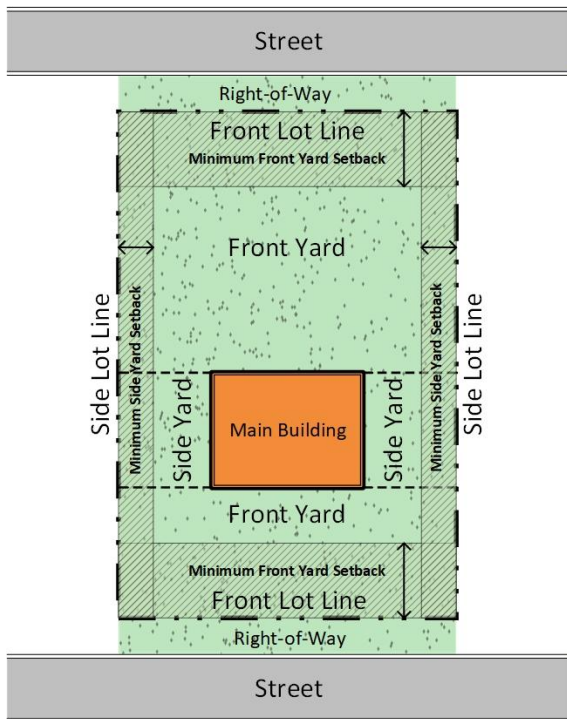 Street
Right-of-Way
Front Lot Line
Minimum Front Yard Setback
Front Yard
Side Lot Line
Minimum Side Yard Setback
Side Yard
Main Building
Side Yard
Minimum Side Yard Setback
Side Lot Line
Front Yard
Minimum Front Yard Setback
Front Lot Line
Right-of-Way
Street